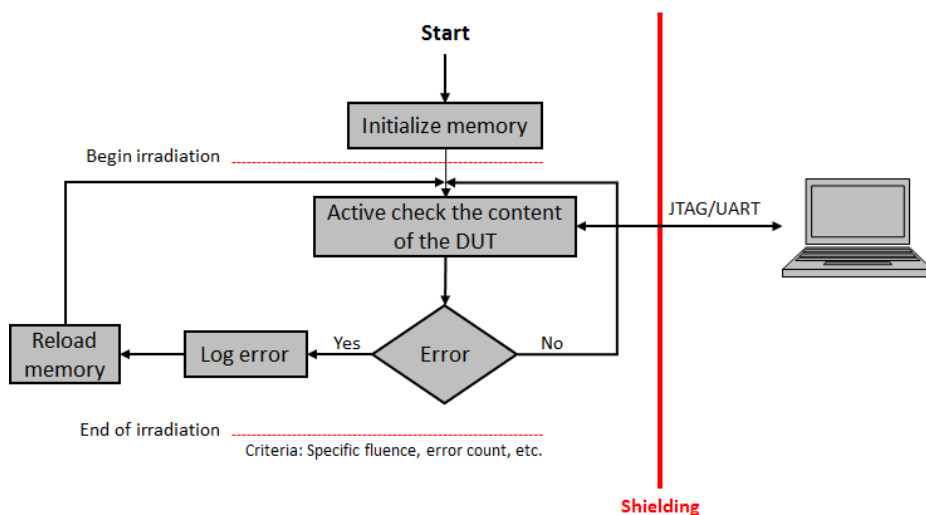 Start
Initialize memory
Begin irradiation
Active check the content
of the DUT
JTAG/UART
Reload
memory
Log error
Yes
Error
No
End of irradiation
Criteria: Specific fluence, error count, etc.
Shielding